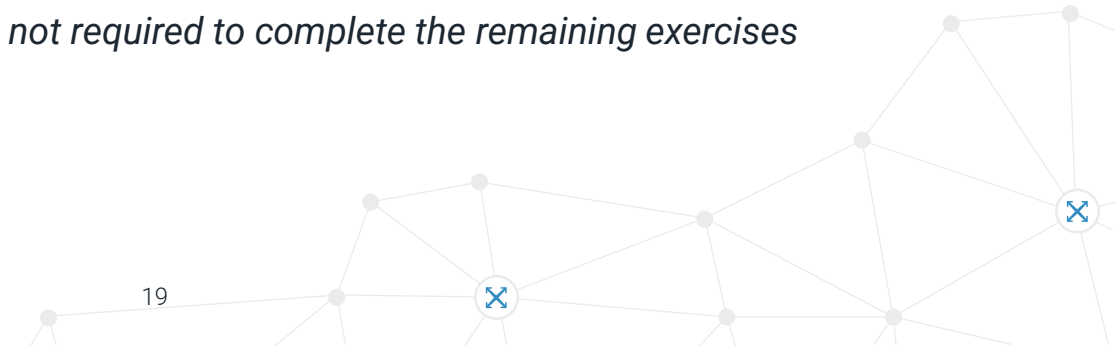 not required to complete the remaining exercises
19